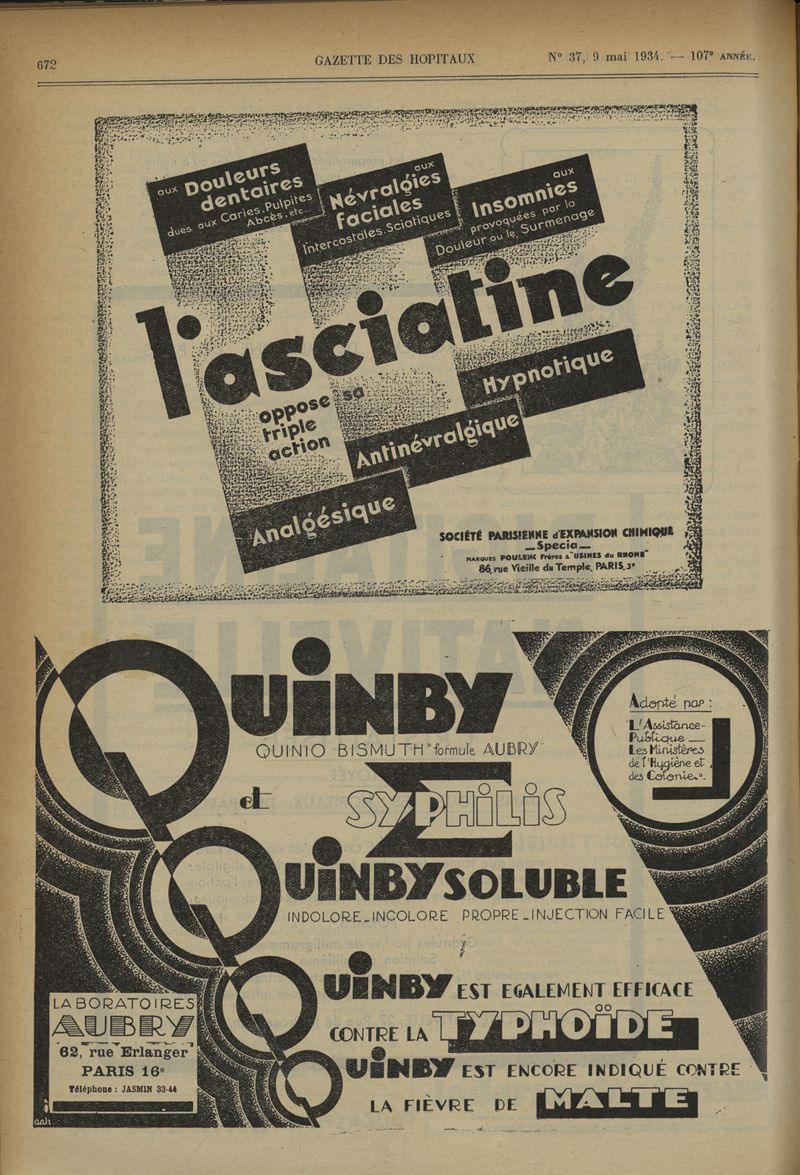 672
GAZETTE DES HOPITAUX
N° 37, 9 mai 1934. — 107e ANNÉE.
aux Douleurs
dentaires
dues aux Caries, Pulpites
Abcès, etc...
aux
Névralgies
faciales
Intercostales, Sciatiques
aux
Insomnies
provoquées par la
Douleur ou le Surmenage
l'asciatine
oppose sa
triple
action
Hypnotique
Antinévralgique
Analgésique
SOCIÉTÉ PARISIENNE d'EXPANSION CHIMIQUE
_Specia_
MARQUES POULENC Frères & "USINES du RHONE"
86, rue Vieille du Temple, PARIS, 3e
QUINBY
QUINIO BISMUTH "formule AUBRY"
Adopté par :
L'Assistance-
Publique —
Les Ministères
de l'Hygiène et
des Colonies.
et
Σ
SYPHILIS
QUINBY SOLUBLE
INDOLORE_INCOLORE PROPRE_INJECTION FACILE
QUINBY EST EGALEMENT EFFICACE
CONTRE LA TYPHOÏDE
QUINBY EST ENCORE INDIQUÉ CONTRE
LA FIÈVRE DE MALTE
LABORATOIRES
AUBRY
62, rue Erlanger
PARIS 16e
Téléphone : JASMIN 33-44